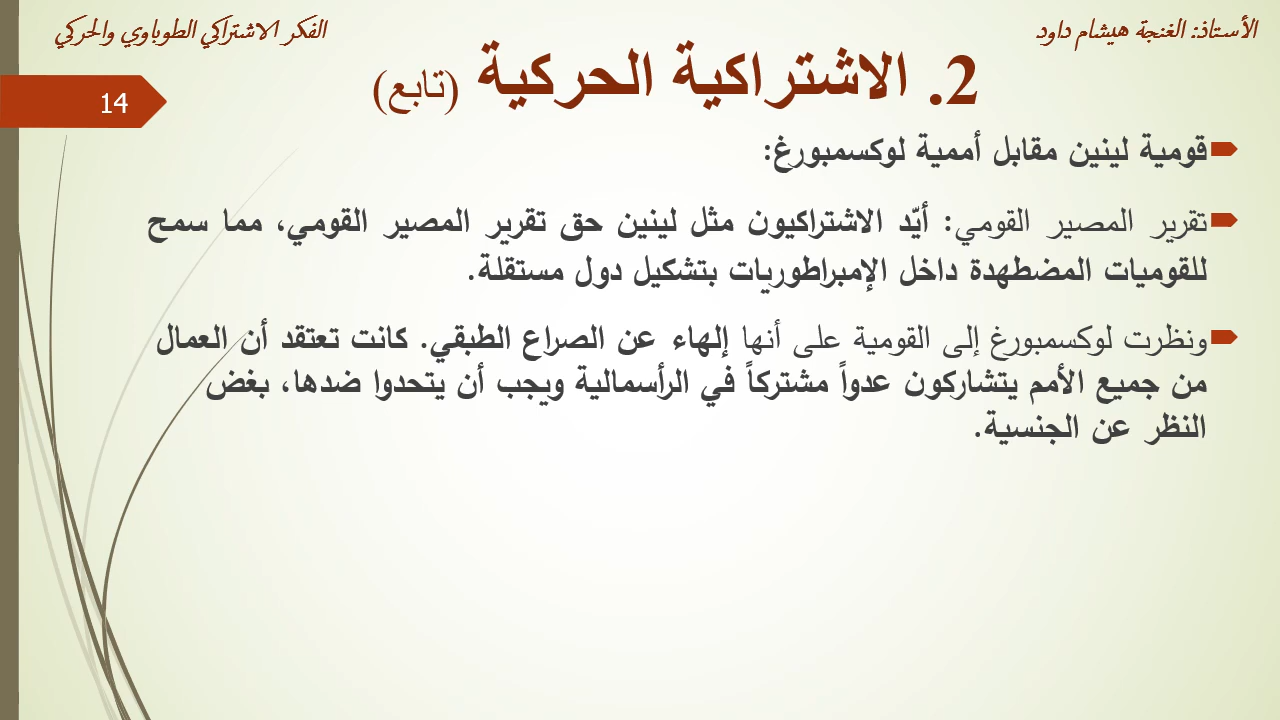 الأستاذ: الغنجة هيشام داود
الفكر الاشتراكي الطوباوي والحركي
2. الاشتراكية الحركية (تابع)
14
قومية لينين مقابل أممية لوكسمبورغ:
تقرير المصير القومي: أيّد الاشتراكيون مثل لينين حق تقرير المصير القومي، مما سمح
للقوميات المضطهدة داخل الإمبراطوريات بتشكيل دول مستقلة.
ونظرت لوكسمبورغ إلى القومية على أنها إلهاء عن الصراع الطبقي. كانت تعتقد أن العمال
من جميع الأمم يتشاركون عدواً مشتركاً في الرأسمالية ويجب أن يتحدوا ضدها، بغض
النظر عن الجنسية.